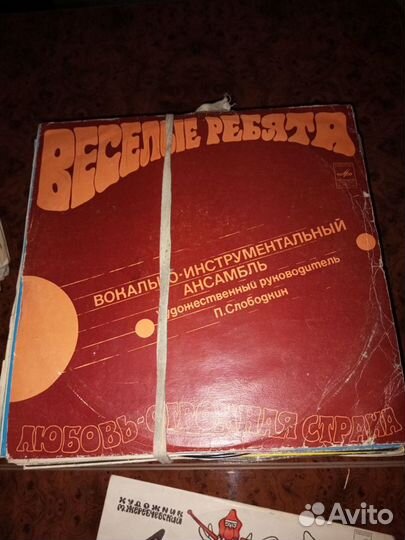 ВЕСЕЛЫЕ РЕБЯТА
ВОКАЛЬНО-ИНСТРУМЕНТАЛЬНЫЙ
АНСАМБЛЬ
художественный руководитель
П.Слободкин
ЛЮБОВЬ-ОГРОМНАЯ СТРАНА
ХУДОЖНИК
Avito